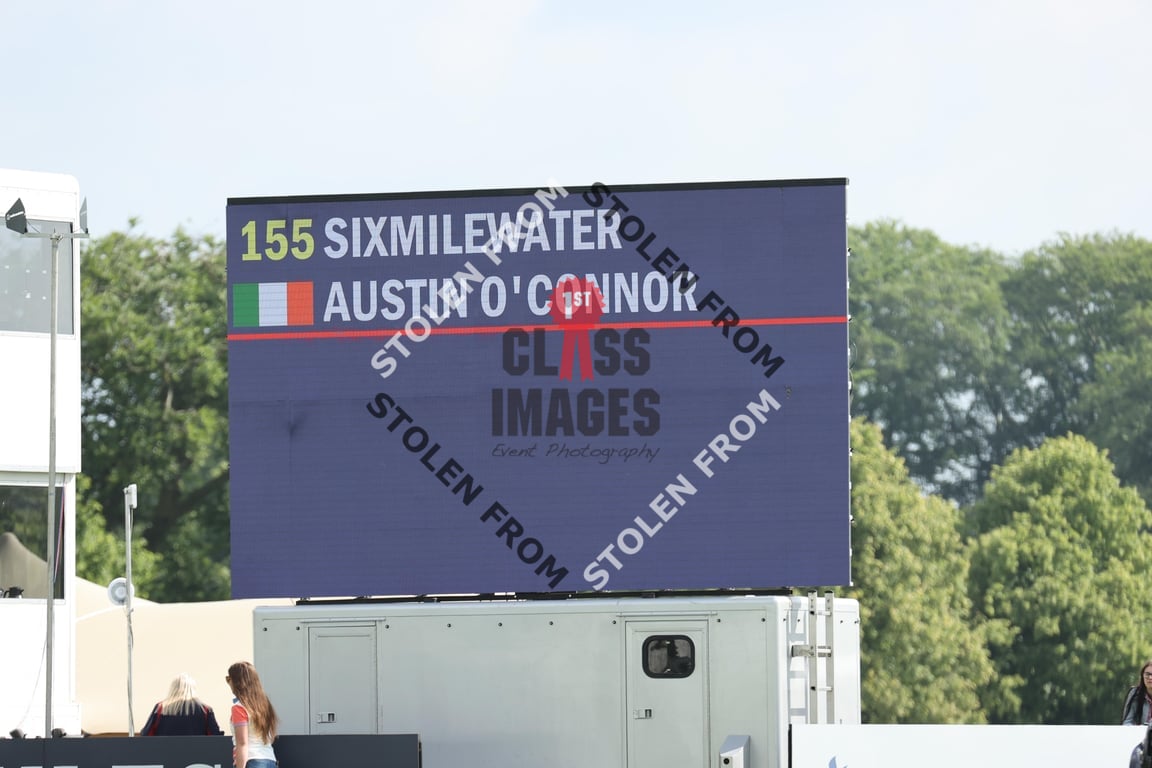 155 SIXMILEWATER
AUSTIN O'CONNOR
STOLEN FROM
STOLEN FROM
1ST
CLASS
IMAGES
Event Photography
STOLEN FROM
STOLEN FROM